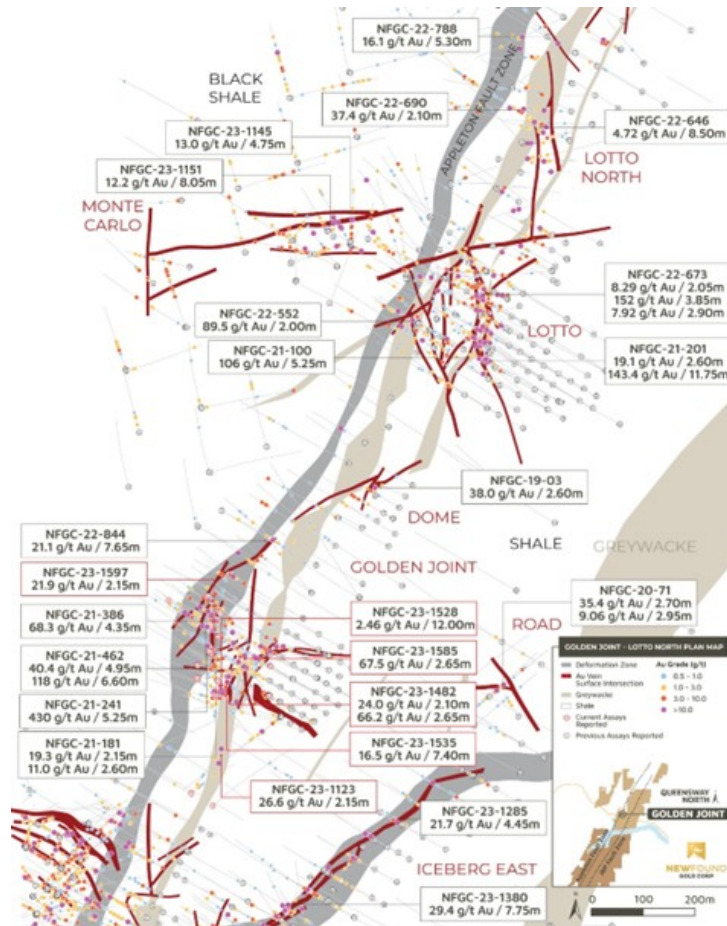 NFGC-22-788
16.1 g/t Au / 5.30m
BLACK
SHALE
APPLETON FAULT ZONE
NFGC-22-690
37.4 g/t Au / 2.10m
NFGC-22-646
4.72 g/t Au / 8.50m
NFGC-23-1145
13.0 g/t Au / 4.75m
LOTTO
NORTH
NFGC-23-1151
12.2 g/t Au / 8.05m
MONTE
CARLO
NFGC-22-673
8.29 g/t Au / 2.05m
152 g/t Au / 3.85m
7.92 g/t Au / 2.90m
NFGC-22-552
89.5 g/t Au / 2.00m
LOTTO
NFGC-21-100
106 g/t Au / 5.25m
NFGC-21-201
19.1 g/t Au / 2.60m
143.4 g/t Au / 11.75m
NFGC-19-03
38.0 g/t Au / 2.60m
DOME
NFGC-22-844
21.1 g/t Au / 7.65m
SHALE
GREYWACKE
GOLDEN JOINT
NFGC-23-1597
21.9 g/t Au / 2.15m
NFGC-20-71
35.4 g/t Au / 2.70m
9.06 g/t Au / 2.95m
NFGC-21-386
68.3 g/t Au / 4.35m
NFGC-23-1528
2.46 g/t Au / 12.00m
ROAD
NFGC-21-462
40.4 g/t Au / 4.95m
118 g/t Au / 6.60m
NFGC-23-1585
67.5 g/t Au / 2.65m
NFGC-23-1482
24.0 g/t Au / 2.10m
66.2 g/t Au / 2.65m
NFGC-21-241
430 g/t Au / 5.25m
NFGC-21-181
19.3 g/t Au / 2.15m
11.0 g/t Au / 2.60m
NFGC-23-1535
16.5 g/t Au / 7.40m
NFGC-23-1123
26.6 g/t Au / 2.15m
NFGC-23-1285
21.7 g/t Au / 4.45m
ICEBERG EAST
NFGC-23-1380
29.4 g/t Au / 7.75m
GOLDEN JOINT - LOTTO NORTH PLAN MAP
Deformation Zone
Au Vein
Surface Intersection
Greywacke
Shale
Current Assays
Reported
Previous Assays Reported
Au Grade (g/t)
0.5 - 1.0
1.0 - 3.0
3.0 - 10.0
>10.0
QUEENSWAY
NORTH
GOLDEN JOINT
NEWFOUND
GOLD CORP
0 100 200m